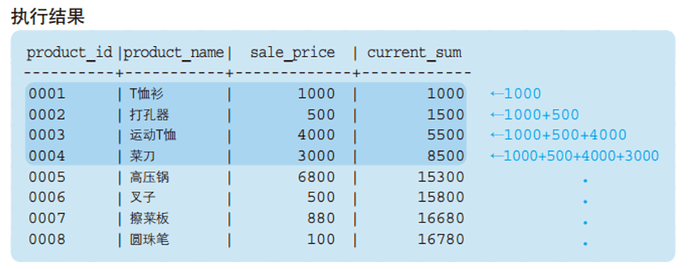 执行结果
product_id|product_name| sale_price | current_sum
----------+------------+------------+-----------
0001 | T恤衫 | 1000 | 1000 ←1000
0002 | 打孔器 | 500 | 1500 ←1000+500
0003 | 运动T恤 | 4000 | 5500 ←1000+500+4000
0004 | 菜刀 | 3000 | 8500 ←1000+500+4000+3000
0005 | 高压锅 | 6800 | 15300 .
0006 | 叉子 | 500 | 15800 .
0007 | 擦菜板 | 880 | 16680 .
0008 | 圆珠笔 | 100 | 16780 .